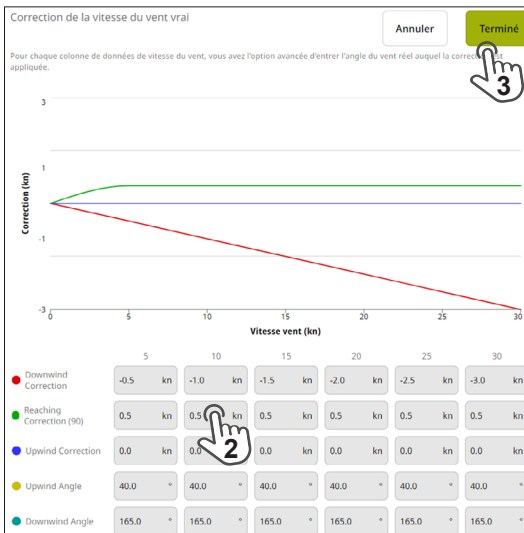 Correction de la vitesse du vent vrai
Annuler
Terminé
Pour chaque colonne de données de vitesse du vent, vous avez l'option avancée d'entrer l'angle du vent réel auquel la correction est
appliquée.
3
3
1
-1
-3
Correction (kn)
0 5 10 15 20 25 30
Vitesse vent (kn)
5 10 15 20 25 30
Downwind
Correction
-0.5 kn -1.0 kn -1.5 kn -2.0 kn -2.5 kn -3.0 kn
Reaching
Correction (90)
0.5 kn 0.5 kn 0.5 kn 0.5 kn 0.5 kn 0.5 kn
2
Upwind Correction 0.0 kn 0.0 kn 0.0 kn 0.0 kn 0.0 kn 0.0 kn
Upwind Angle 40.0 ° 40.0 ° 40.0 ° 40.0 ° 40.0 ° 40.0 °
Downwind Angle 165.0 ° 165.0 ° 165.0 ° 165.0 ° 165.0 ° 165.0 °